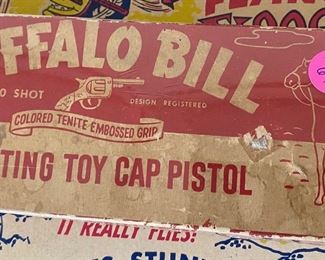 FFALO BILL
0 SHOT
DESIGN REGISTERED
COLORED TENITE EMBOSSED GRIP
TING TOY CAP PISTOL
IT REALLY FLIES!